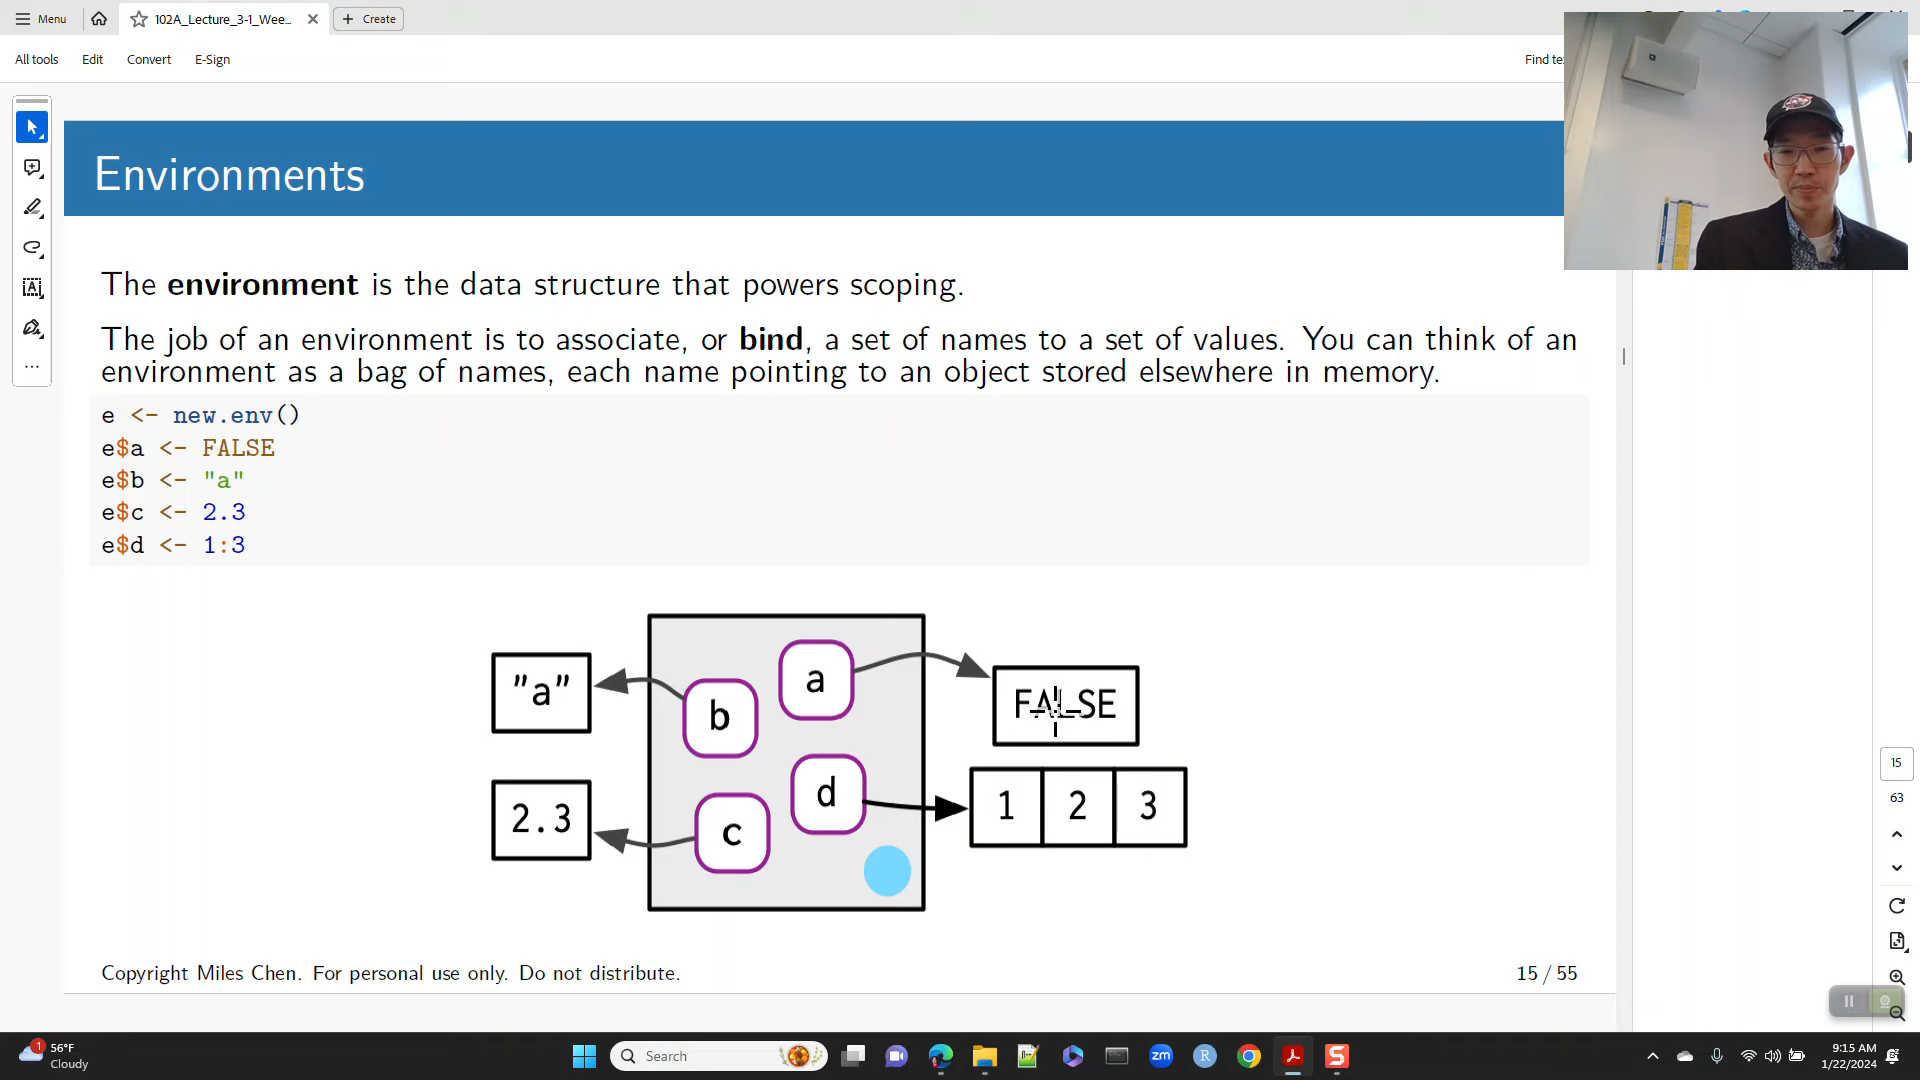 Menu
102A_Lecture_3-1_Wee...
Create
All tools
Edit
Convert
E-Sign
Find te
Environments
The environment is the data structure that powers scoping.
The job of an environment is to associate, or bind, a set of names to a set of values. You can think of an
environment as a bag of names, each name pointing to an object stored elsewhere in memory.
e <- new.env()
e$a <- FALSE
e$b <- "a"
e$c <- 2.3
e$d <- 1:3
"a"
b
a
FALSE
2.3
c
d
1 2 3
Copyright Miles Chen. For personal use only. Do not distribute.
15 / 55
15
63
1
56°F
Cloudy
Search
zm
R
S
9:15 AM
1/22/2024